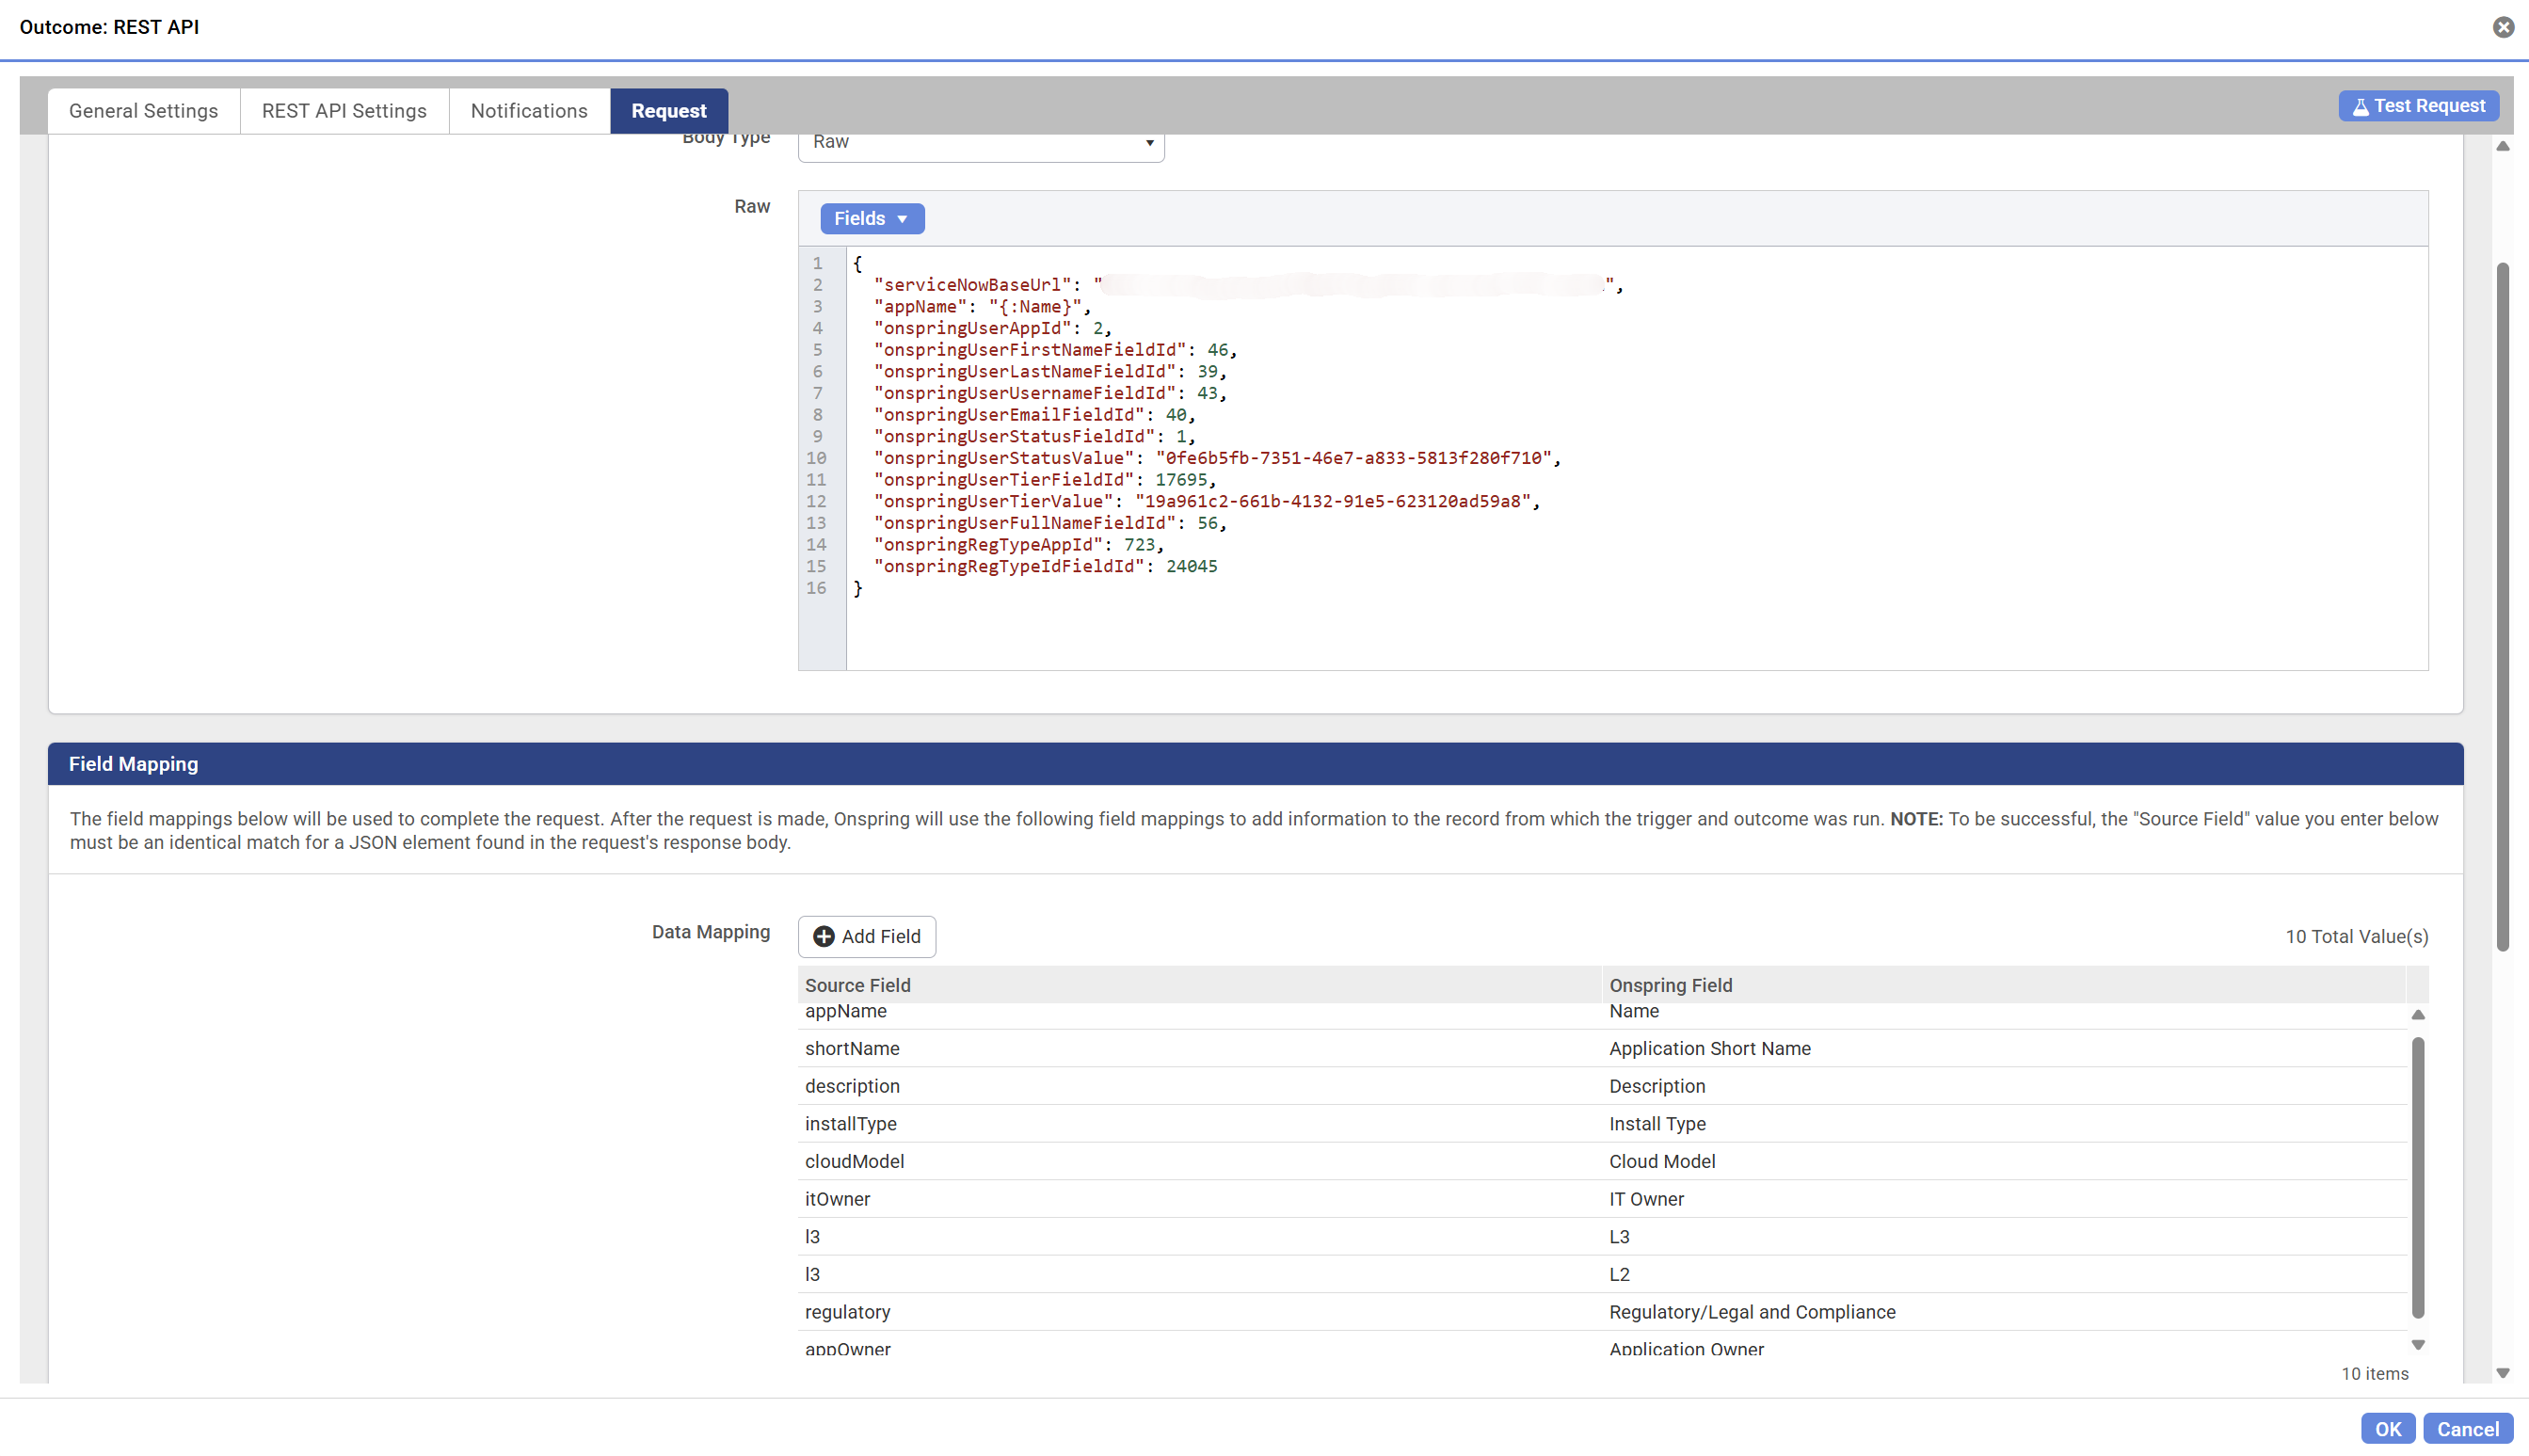 Outcome: REST API
General Settings
REST API Settings
Notifications
Request
Test Request
Body Type
Raw
Raw
Fields
1 {
2 "serviceNowBaseUrl": "",
3 "appName": "{:Name}",
4 "onspringUserAppId": 2,
5 "onspringUserFirstNameFieldId": 46,
6 "onspringUserLastNameFieldId": 39,
7 "onspringUserUsernameFieldId": 43,
8 "onspringUserEmailFieldId": 40,
9 "onspringUserStatusFieldId": 1,
10 "onspringUserStatusValue": "0fe6b5fb-7351-46e7-a833-5813f280f710",
11 "onspringUserTierFieldId": 17695,
12 "onspringUserTierValue": "19a961c2-661b-4132-91e5-623120ad59a8",
13 "onspringUserFullNameFieldId": 56,
14 "onspringRegTypeAppId": 723,
15 "onspringRegTypeIdFieldId": 24045
16 }
Field Mapping
The field mappings below will be used to complete the request. After the request is made, Onspring will use the following field mappings to add information to the record from which the trigger and outcome was run. NOTE: To be successful, the "Source Field" value you enter below
must be an identical match for a JSON element found in the request's response body.
Data Mapping
Add Field
10 Total Value(s)
Source Field Onspring Field
appName Name
shortName Application Short Name
description Description
installType Install Type
cloudModel Cloud Model
itOwner IT Owner
l3 L3
l3 L2
regulatory Regulatory/Legal and Compliance
appOwner Application Owner
10 items
OK
Cancel